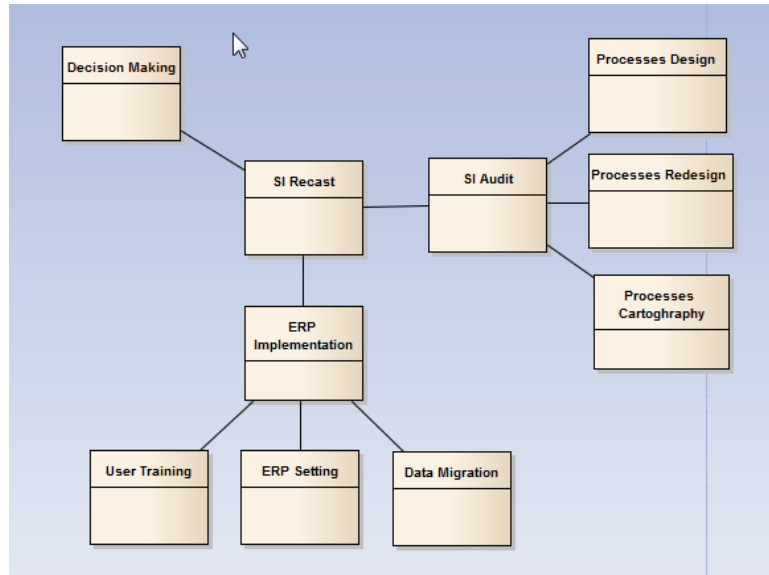 Decision Making
Processes Design
SI Recast
SI Audit
Processes Redesign
Processes
Cartoghraphy
ERP
Implementation
User Training
ERP Setting
Data Migration